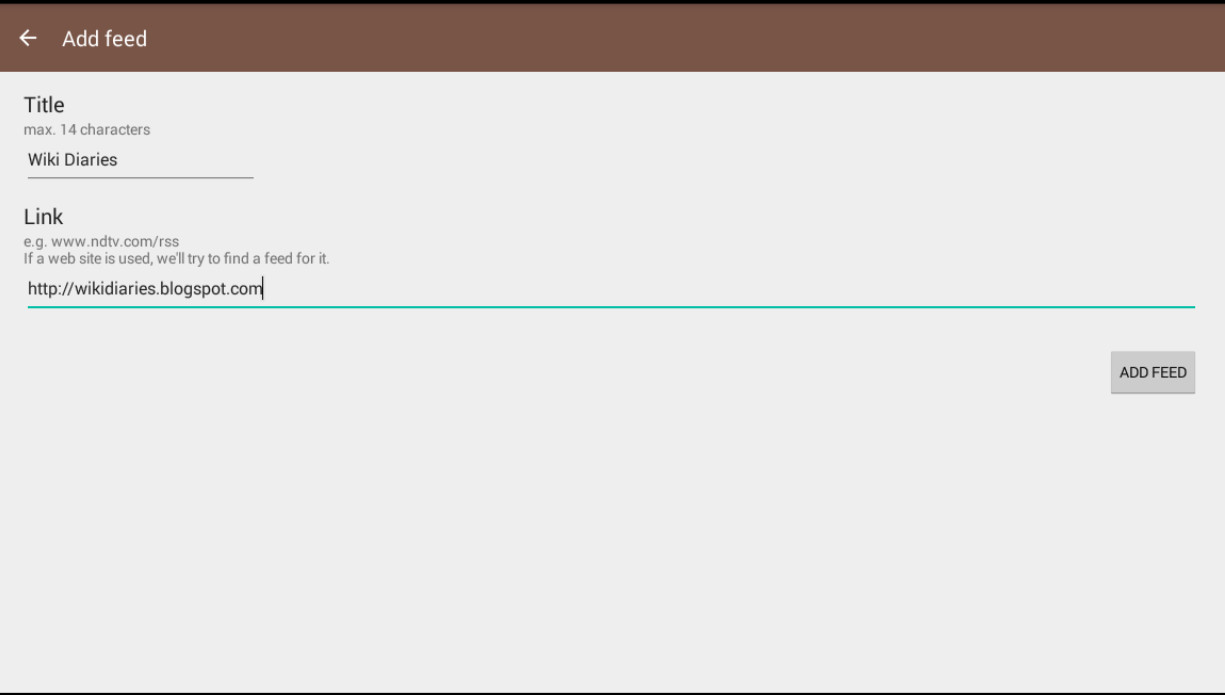 Add feed
Title
max. 14 characters
Wiki Diaries
Link
e.g. www.ndtv.com/rss
If a web site is used, we'll try to find a feed for it.
http://wikidiaries.blogspot.com
ADD FEED